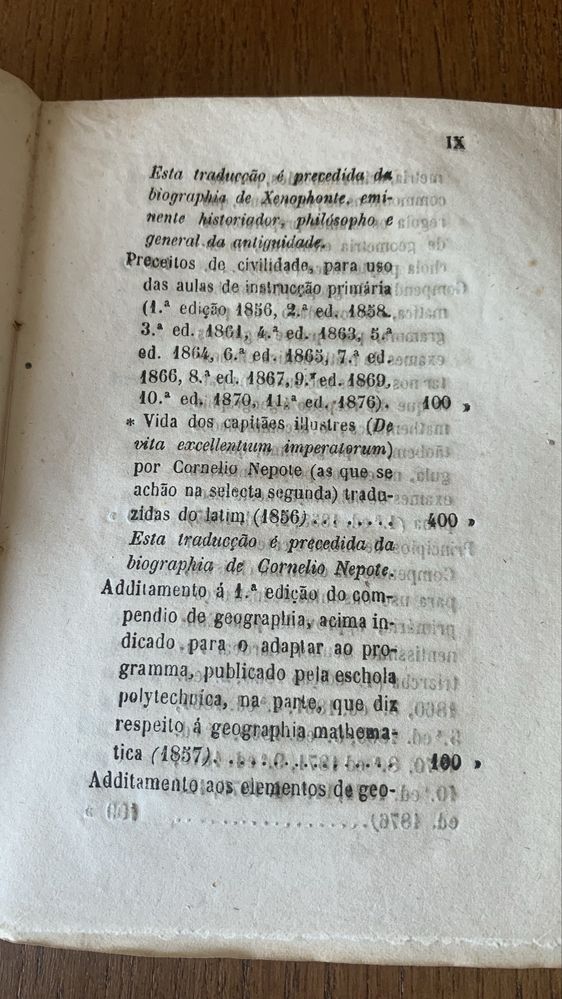 IX
Esta traducção é precedida da
biographia de Xenophonte, emi-
nente historiador, philósopho e
general da antiguidade.
Preceitos de civilidade, para uso
das aulas de instrucção primária
(1.ª edição 1856, 2.ª ed. 1858,
3.ª ed. 1861, 4.ª ed. 1863, 5.ª
ed. 1864, 6.ª ed. 1865, 7.ª ed.
1866, 8.ª ed. 1867, 9.ª ed. 1869,
10.ª ed. 1870, 11.ª ed. 1876). 100 »
* Vida dos capitães illustres (De
vita excellentium imperatorum)
por Cornelio Nepote (as que se
achão na selecta segunda) tradu-
zidas do latim (1856)......... 400 »
Esta traducção é precedida da
biographia de Cornelio Nepote.
Additamento á 1.ª edição do com-
pendio de geographia, acima in-
dicado para o adaptar ao pro-
gramma, publicado pela eschola
polytechnica, na parte, que diz
respeito á geographia mathema-
tica (1857).................. 100 »
Additamento aos elementos de geo-